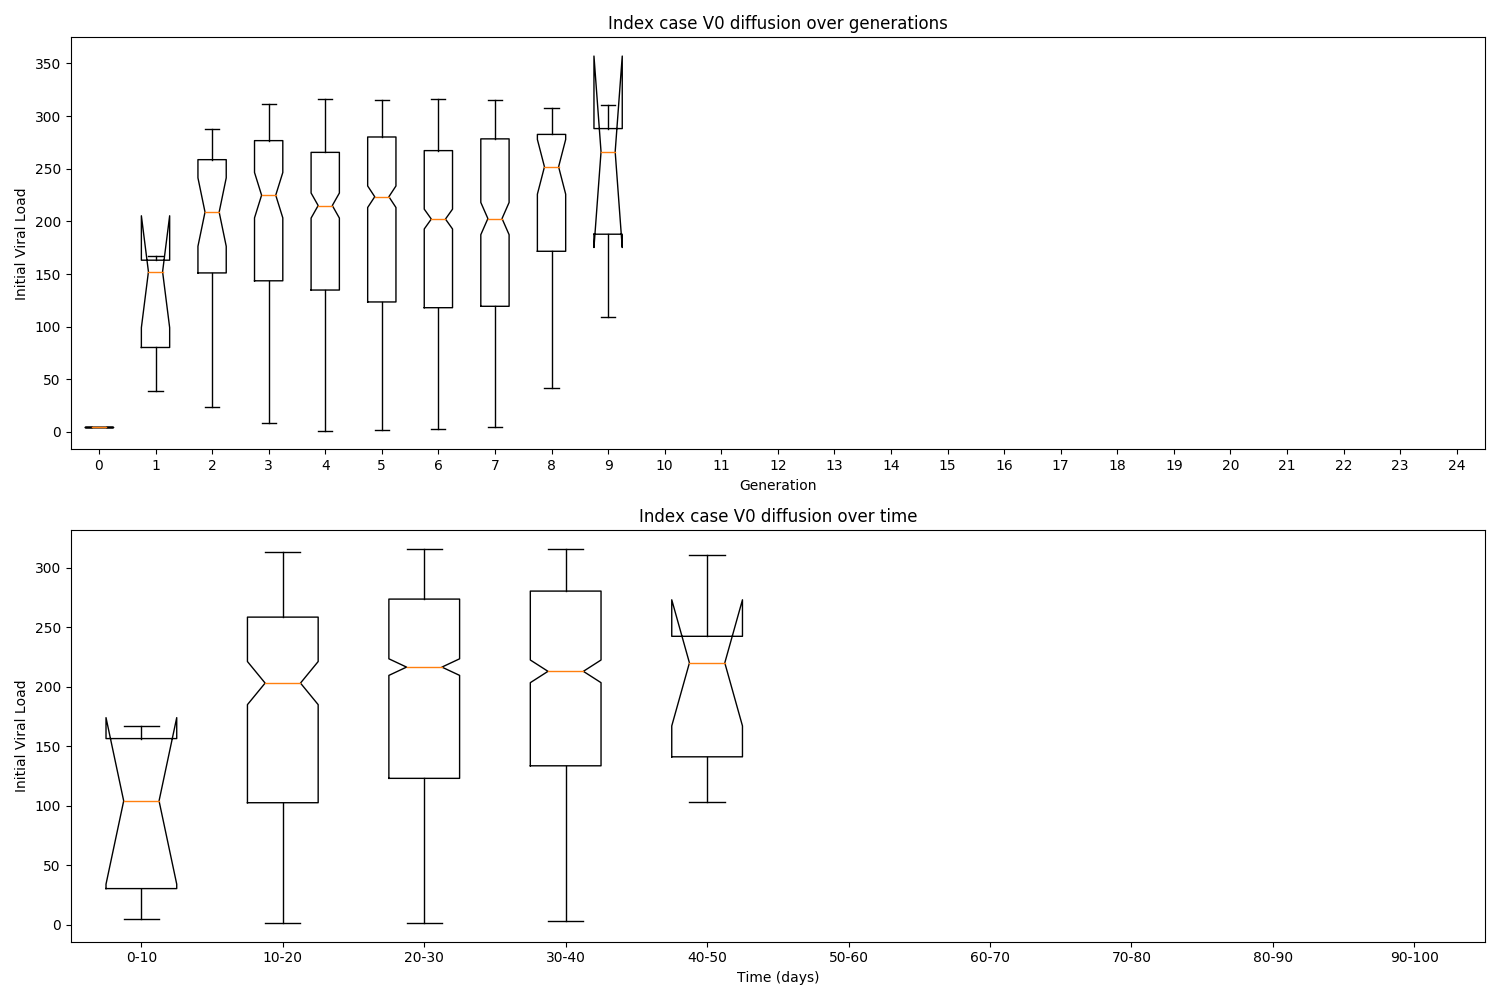 Index case V0 diffusion over generations
Initial Viral Load
350
300
250
200
150
100
50
0
0 1 2 3 4 5 6 7 8 9 10 11 12 13 14 15 16 17 18 19 20 21 22 23 24
Generation
Index case V0 diffusion over time
Initial Viral Load
300
250
200
150
100
50
0
0-10 10-20 20-30 30-40 40-50 50-60 60-70 70-80 80-90 90-100
Time (days)